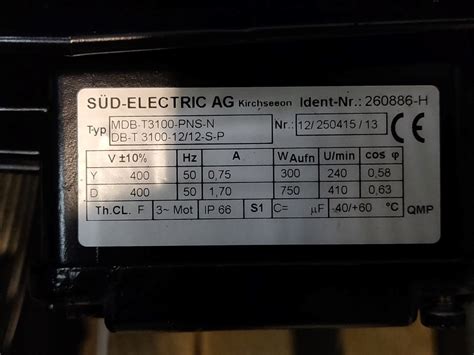 SÜD-ELECTRIC AG Kirchseeon Ident-Nr.: 260886-H
Typ MDB-T3100-PNS-N
DB-T 3100-12/12-S-P
Nr.: 12/250415/13 CE
V ±10% Hz A WAufn U/min cos φ
Y 400 50 0,75 300 240 0,58
D 400 50 1,70 750 410 0,63
Th.CL. F 3~ Mot IP 66 S1 C= µF -40/+60 °C QMP